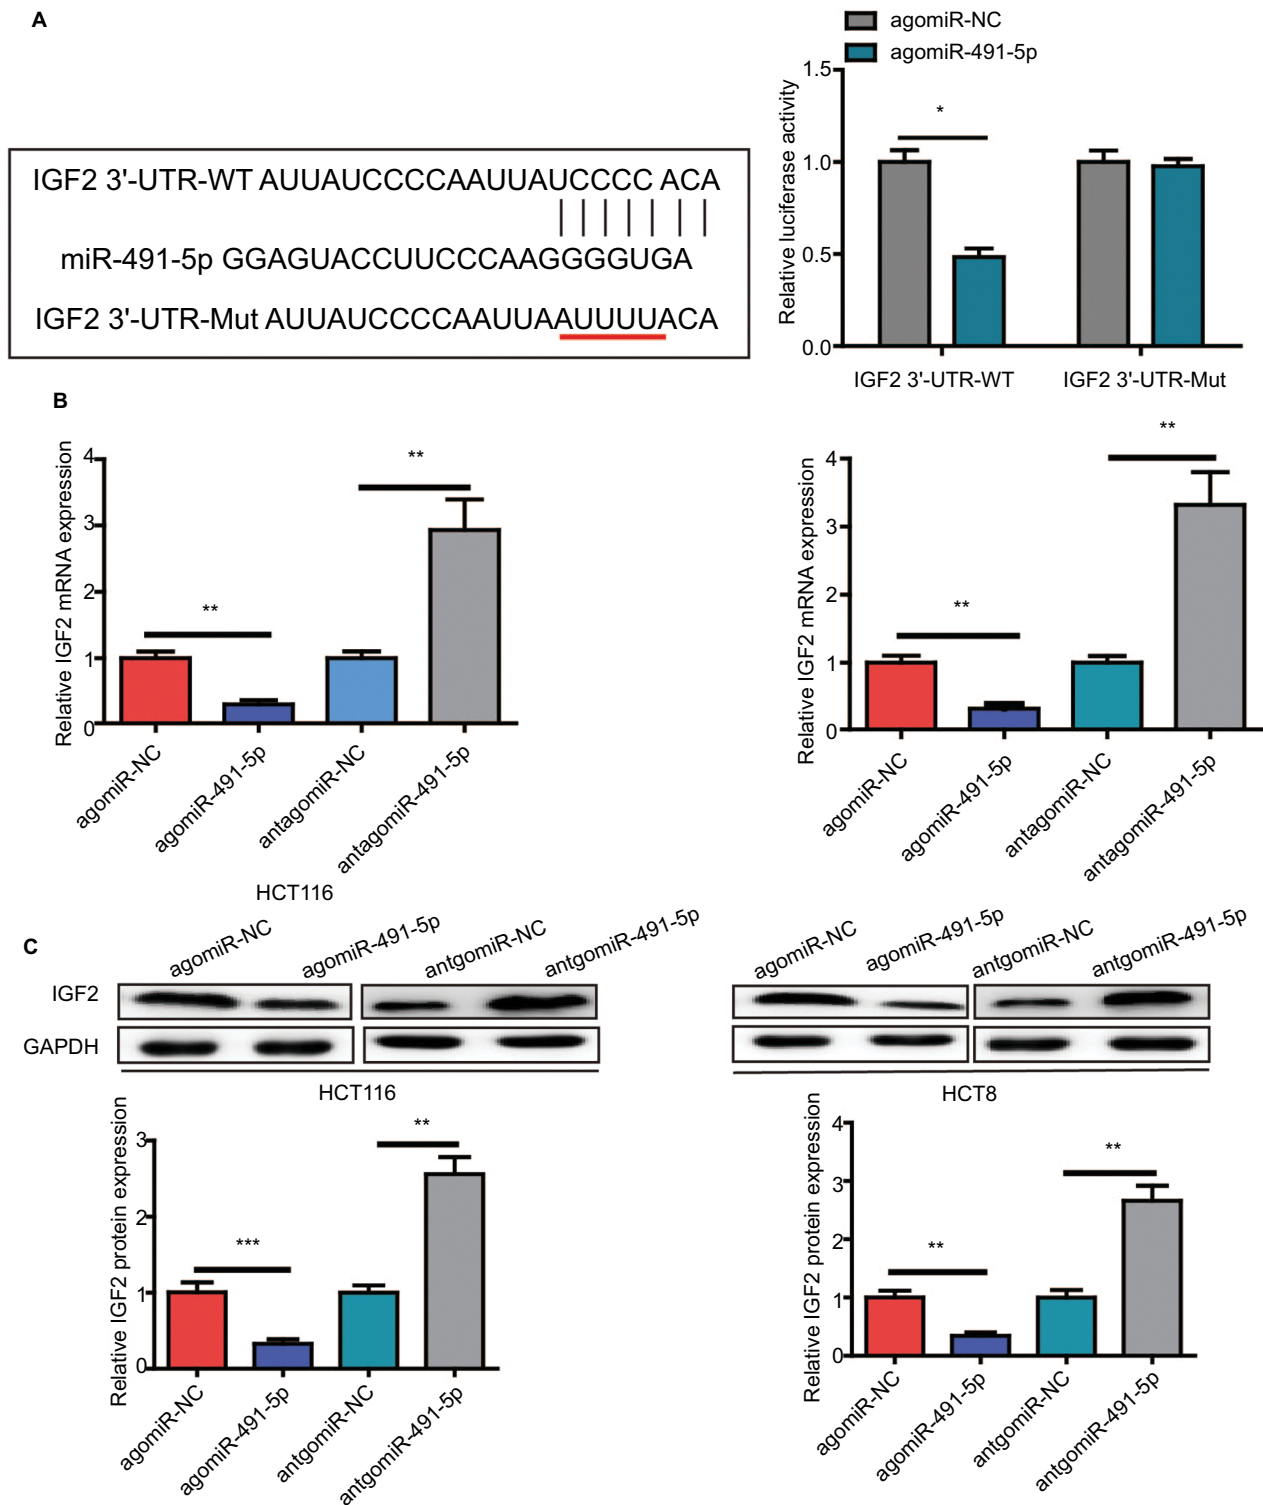 A
agomiR-NC
agomiR-491-5p
IGF2 3'-UTR-WT AUUAUCCCCAAUUAUCCCC ACA
miR-491-5p GGAGUACCUUCCCAAGGGGUGA
IGF2 3'-UTR-Mut AUUAUCCCCAAUUAAUUUUACA
Relative luciferase activity
1.5
1.0
0.5
0.0
*
IGF2 3'-UTR-WT IGF2 3'-UTR-Mut
B
Relative IGF2 mRNA expression
4
3
2
1
0
**
**
agomiR-NC
agomiR-491-5p
antagomiR-NC
antagomiR-491-5p
HCT116
Relative IGF2 mRNA expression
4
3
2
1
0
**
**
agomiR-NC
agomiR-491-5p
antagomiR-NC
antagomiR-491-5p
C
agomiR-NC
agomiR-491-5p
antgomiR-NC
antgomiR-491-5p
IGF2
GAPDH
HCT116
agomiR-NC
agomiR-491-5p
antgomiR-NC
antgomiR-491-5p
HCT8
Relative IGF2 protein expression
3
2
1
0
***
**
agomiR-NC
agomiR-491-5p
antgomiR-NC
antgomiR-491-5p
Relative IGF2 protein expression
4
3
2
1
0
**
**
agomiR-NC
agomiR-491-5p
antgomiR-NC
antgomiR-491-5p